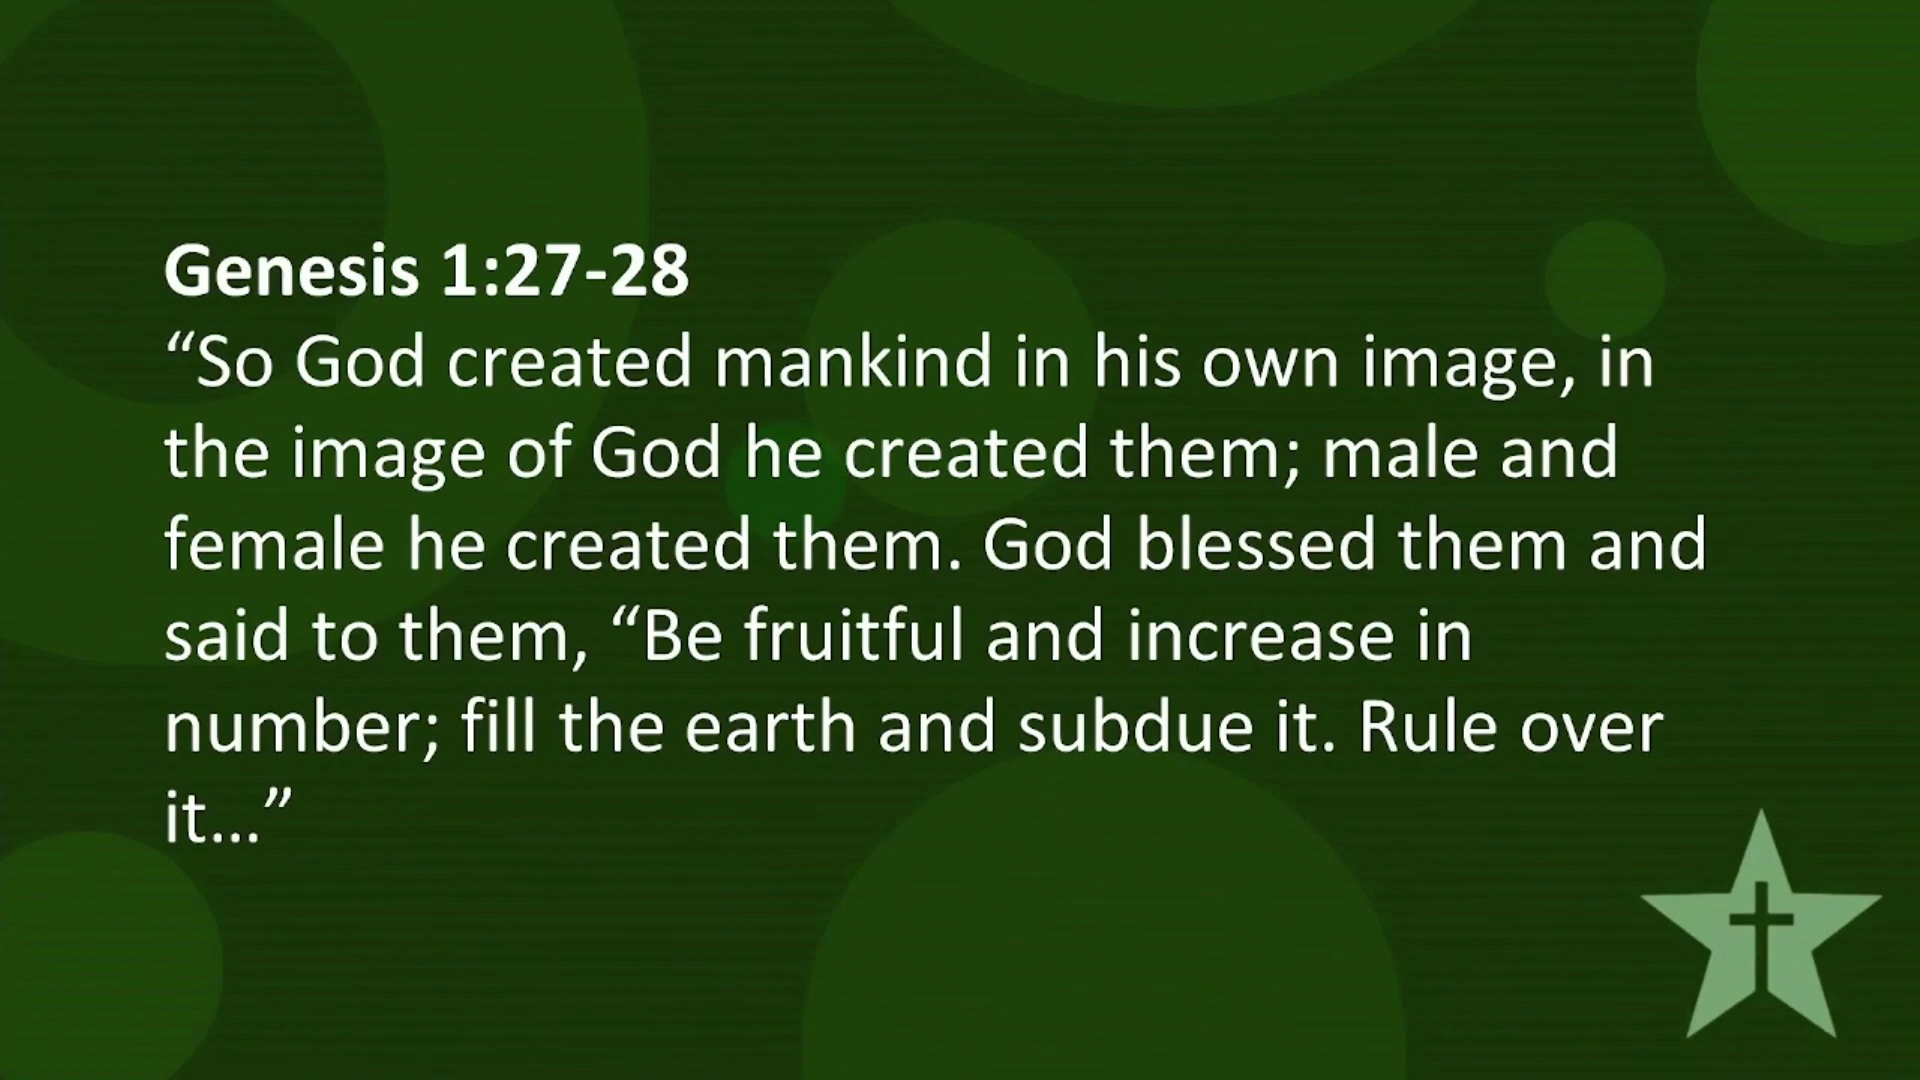 Genesis 1:27-28
“So God created mankind in his own image, in
the image of God he created them; male and
female he created them. God blessed them and
said to them, “Be fruitful and increase in
number; fill the earth and subdue it. Rule over
it…”